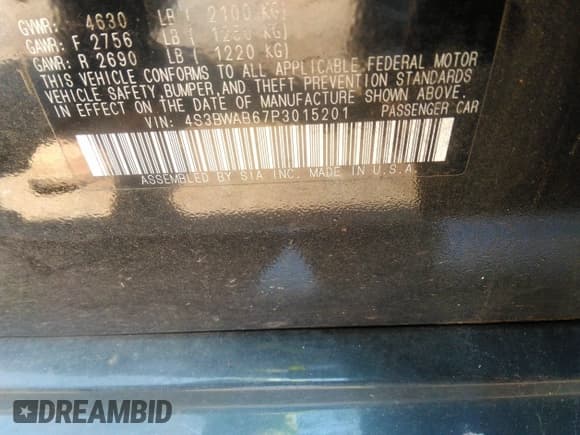 GVWR: 4630 LB ( 2100 KG)
GAWR: F 2756 LB ( 1250 KG)
GAWR: R 2690 LB ( 1220 KG)
THIS VEHICLE CONFORMS TO ALL APPLICABLE FEDERAL MOTOR
VEHICLE SAFETY, BUMPER, AND THEFT PREVENTION STANDARDS
IN EFFECT ON THE DATE OF MANUFACTURE SHOWN ABOVE.
VIN: 4S3BWAB67P3015201 PASSENGER CAR
ASSEMBLED BY SIA INC. MADE IN U.S.A.
DREAMBID